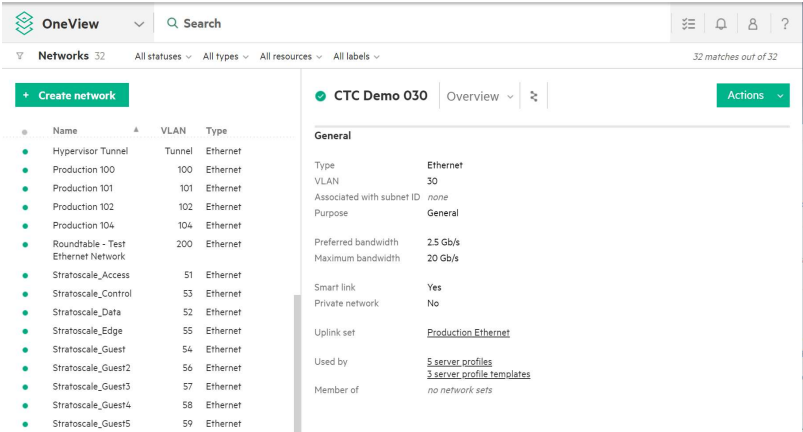 OneView Search ?
Networks 32 All statuses All types All resources All labels 32 matches out of 32
+ Create network
Name VLAN Type
Hypervisor Tunnel Tunnel Ethernet
Production 100 100 Ethernet
Production 101 101 Ethernet
Production 102 102 Ethernet
Production 104 104 Ethernet
Roundtable - Test 200 Ethernet
Ethernet Network
Stratoscale_Access 51 Ethernet
Stratoscale_Control 53 Ethernet
Stratoscale_Data 52 Ethernet
Stratoscale_Edge 55 Ethernet
Stratoscale_Guest 54 Ethernet
Stratoscale_Guest2 56 Ethernet
Stratoscale_Guest3 57 Ethernet
Stratoscale_Guest4 58 Ethernet
Stratoscale_Guest5 59 Ethernet
CTC Demo 030 Overview Actions
General
Type Ethernet
VLAN 30
Associated with subnet ID none
Purpose General
Preferred bandwidth 2.5 Gb/s
Maximum bandwidth 20 Gb/s
Smart link Yes
Private network No
Uplink set Production Ethernet
Used by 5 server profiles
3 server profile templates
Member of no network sets